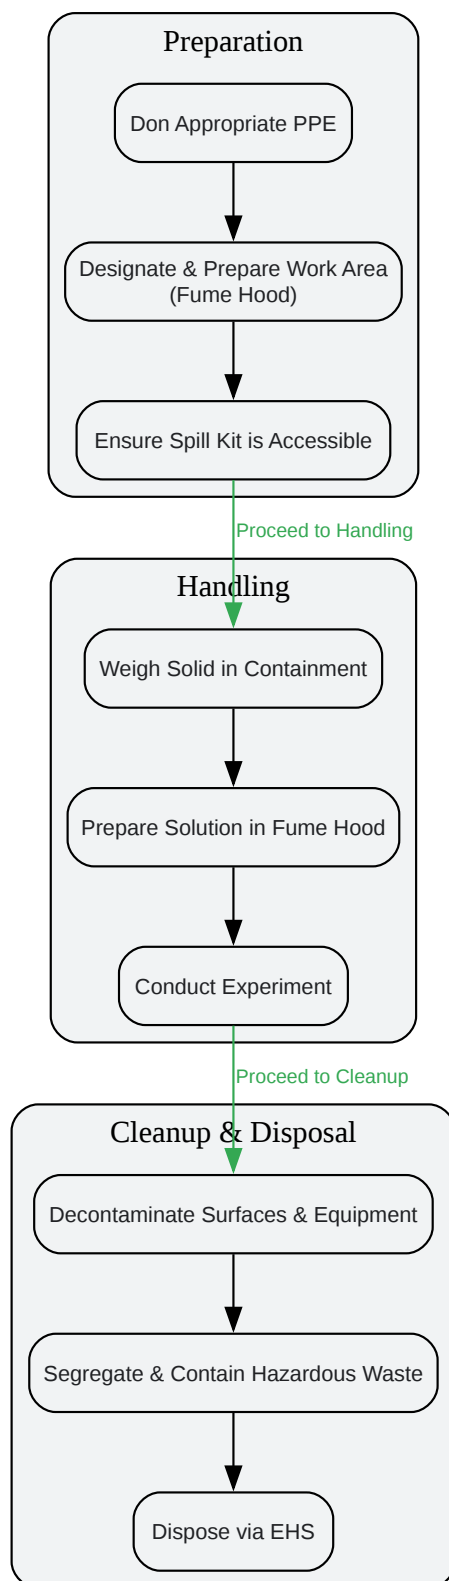 Preparation
Don Appropriate PPE
Designate & Prepare Work Area
(Fume Hood)
Ensure Spill Kit is Accessible
Proceed to Handling
Handling
Weigh Solid in Containment
Prepare Solution in Fume Hood
Conduct Experiment
Proceed to Cleanup
Cleanup & Disposal
Decontaminate Surfaces & Equipment
Segregate & Contain Hazardous Waste
Dispose via EHS